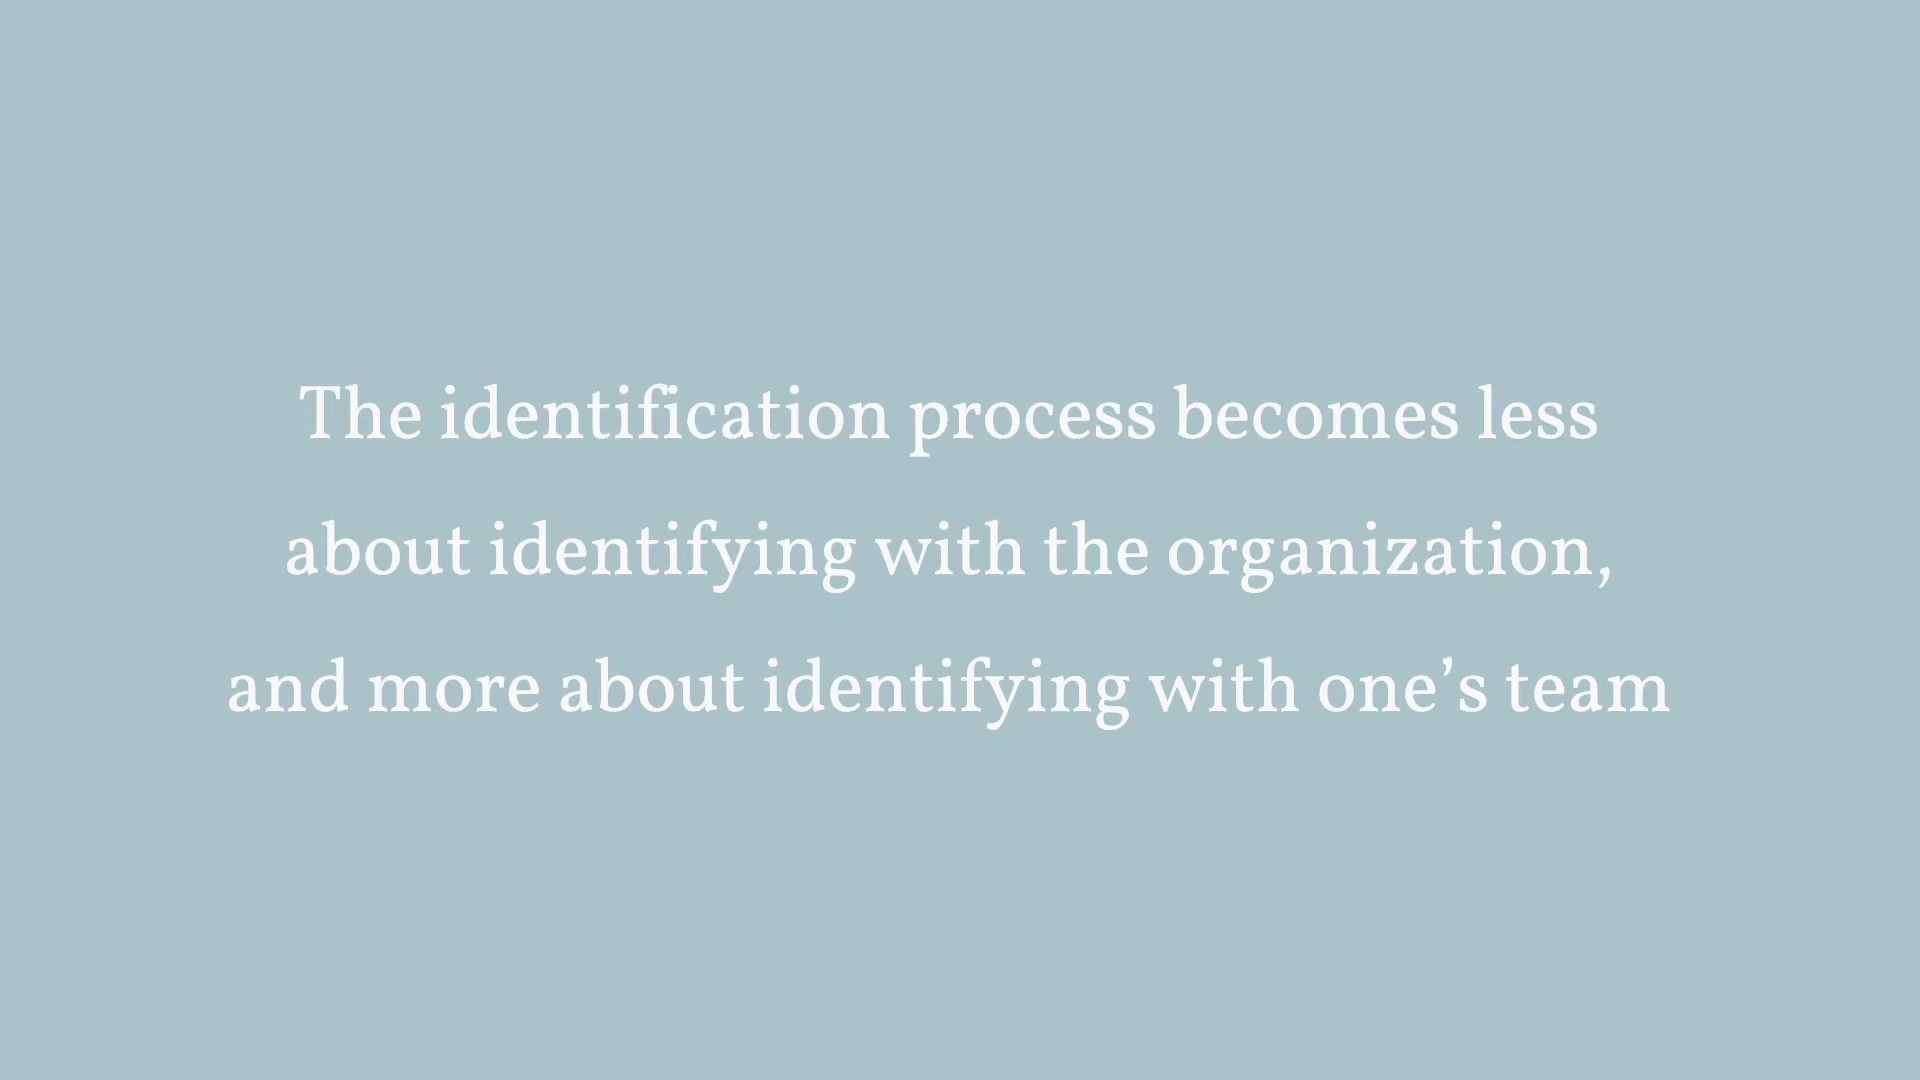 The identification process becomes less
about identifying with the organization,
and more about identifying with one’s team